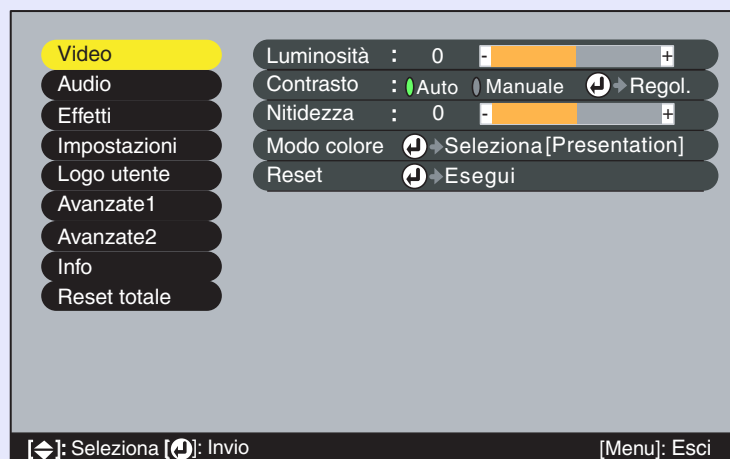 Video
Audio
Effetti
Impostazioni
Logo utente
Avanzate1
Avanzate2
Info
Reset totale
Luminosità : 0 - +
Contrasto : Auto Manuale Regol.
Nitidezza : 0 - +
Modo colore Seleziona [Presentation]
Reset Esegui
[ ]: Seleziona [ ]: Invio [Menu]: Esci